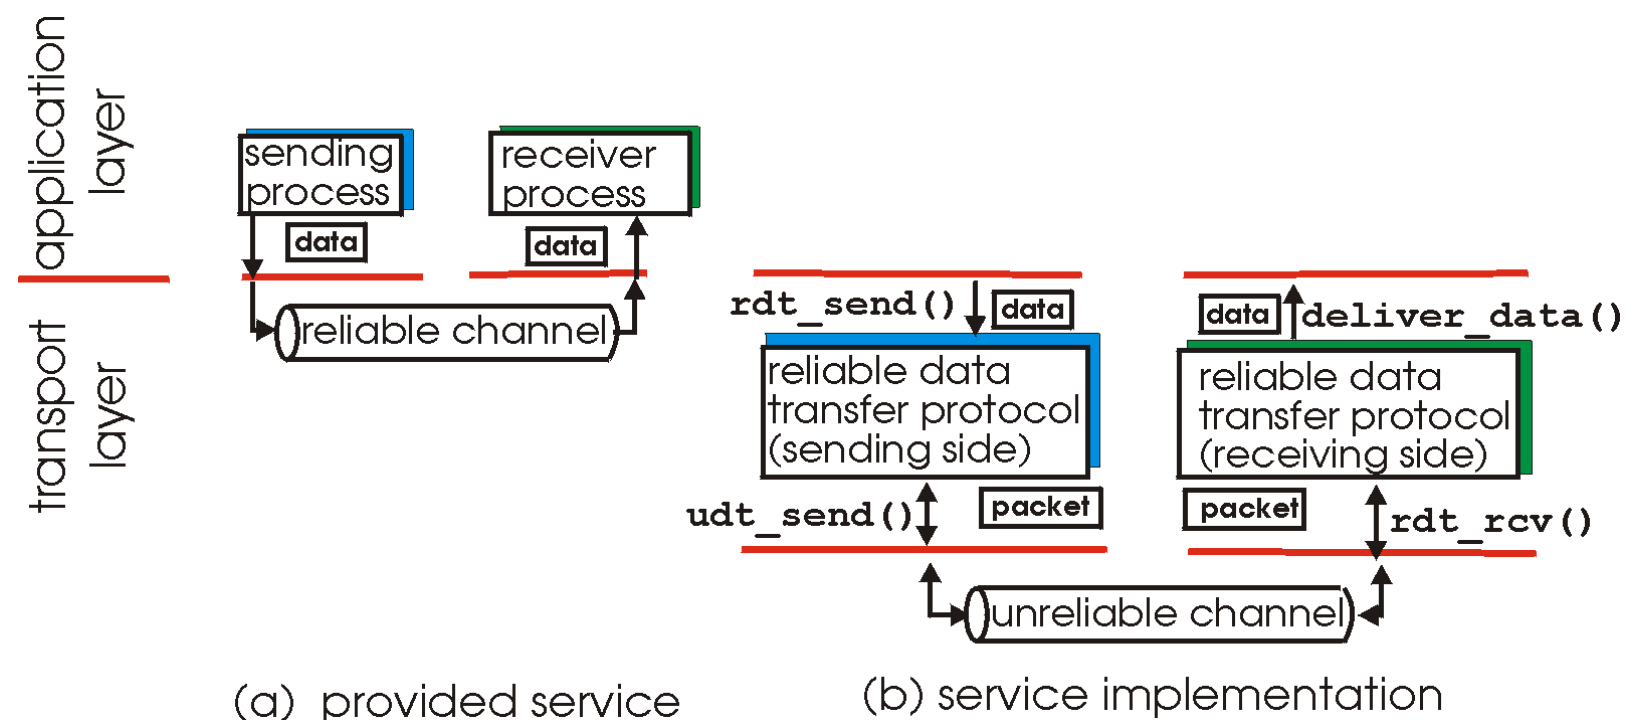 application
layer
transport
layer
sending
process
data
receiver
process
data
reliable channel
(a) provided service
rdt_send()
data
reliable data
transfer protocol
(sending side)
udt_send()
packet
data
deliver_data()
reliable data
transfer protocol
(receiving side)
packet
rdt_rcv()
unreliable channel
(b) service implementation